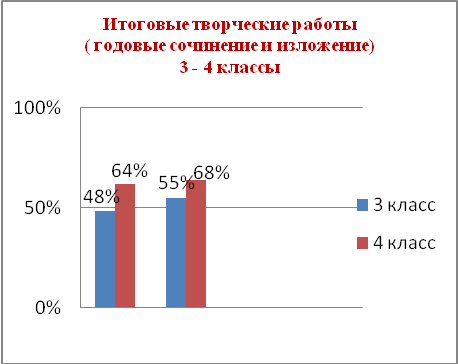 Итоговые творческие работы
( годовые сочинение и изложение)
3 - 4 классы
100%
64%
68%
55%
48%
50%
3 класс
4 класс
0%